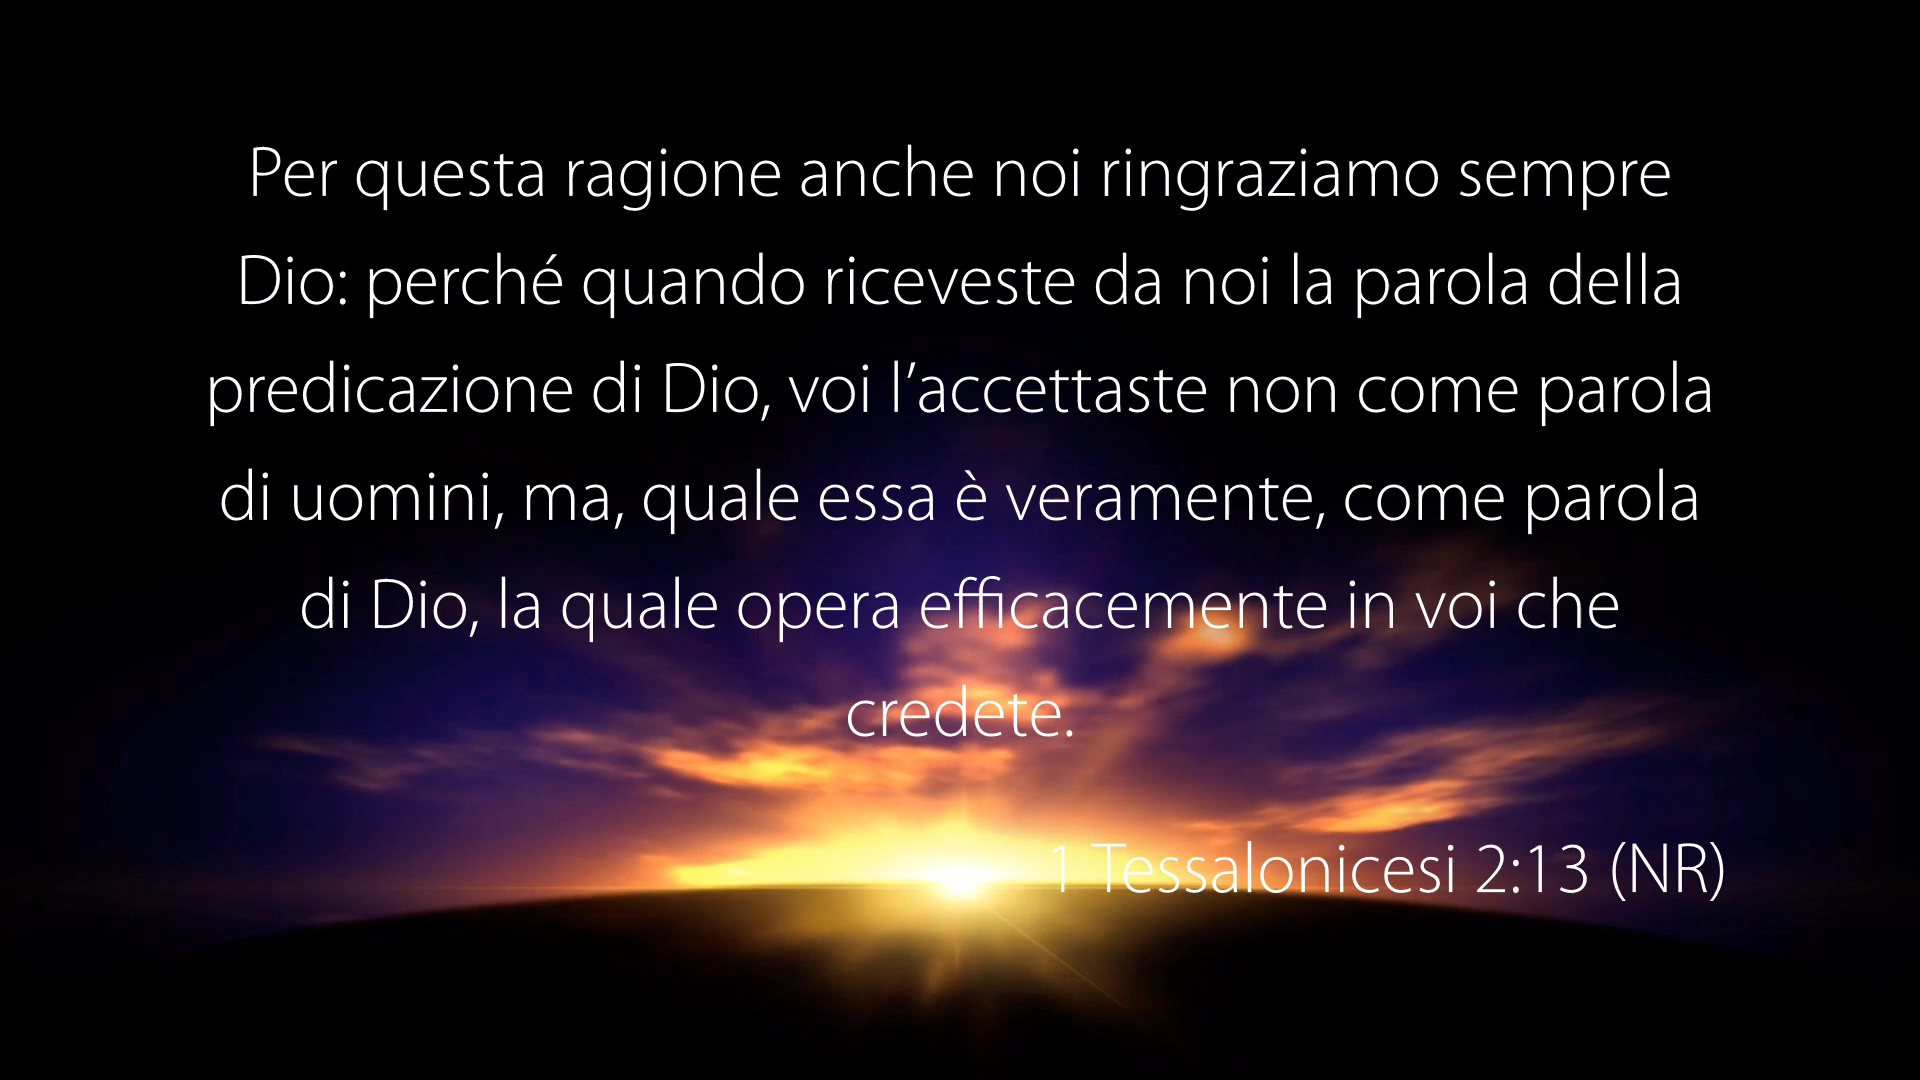 Per questa ragione anche noi ringraziamo sempre
Dio: perché quando riceveste da noi la parola della
predicazione di Dio, voi l’accettaste non come parola
di uomini, ma, quale essa è veramente, come parola
di Dio, la quale opera efficacemente in voi che
credete.
1 Tessalonicesi 2:13 (NR)